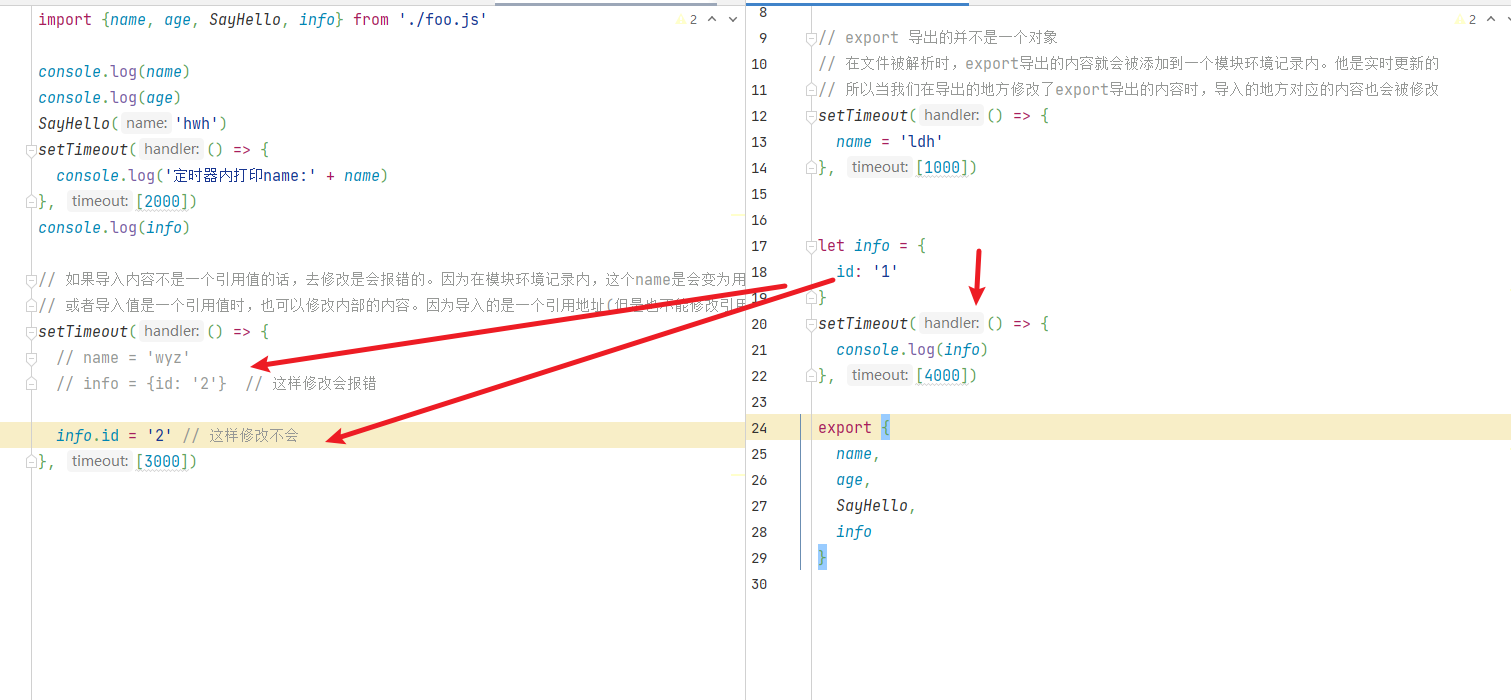 import {name, age, SayHello, info} from './foo.js'
2
console.log(name)
console.log(age)
SayHello( name: 'hwh')
setTimeout( handler: () => {
console.log('定时器内打印name:' + name)
}, timeout: [2000])
console.log(info)
// 如果导入内容不是一个引用值的话，去修改是会报错的。因为在模块环境记录内，这个name是会变为用
// 或者导入值是一个引用值时，也可以修改内部的内容。因为导入的是一个引用地址(但是也不能修改引用
setTimeout( handler: () => {
// name = 'wyz'
// info = {id: '2'} // 这样修改会报错
info.id = '2' // 这样修改不会
}, timeout: [3000])
8
2
9 // export 导出的并不是一个对象
10 // 在文件被解析时，export导出的内容就会被添加到一个模块环境记录内。他是实时更新的
11 // 所以当我们在导出的地方修改了export导出的内容时，导入的地方对应的内容也会被修改
12 setTimeout( handler: () => {
13 name = 'ldh'
14 }, timeout: [1000])
15
16
17 let info = {
18 id: '1'
19 }
20 setTimeout( handler: () => {
21 console.log(info)
22 }, timeout: [4000])
23
24 export {
25 name,
26 age,
27 SayHello,
28 info
29 }
30